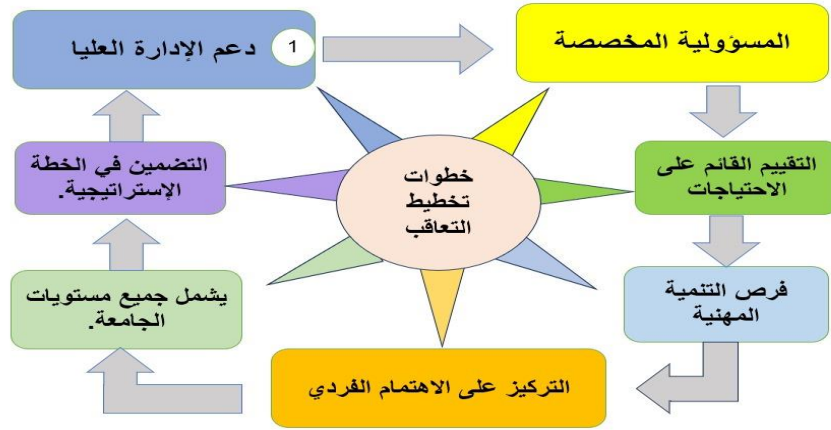 دعم الإدارة العليا
1
المسؤولية المخصصة
التقييم القائم على
الاحتياجات
فرص التنمية
المهنية
التركيز على الاهتمام الفردي
يشمل جميع مستويات
الجامعة.
التضمين في الخطة
الإستراتيجية.
خطوات
تخطيط
التعاقب